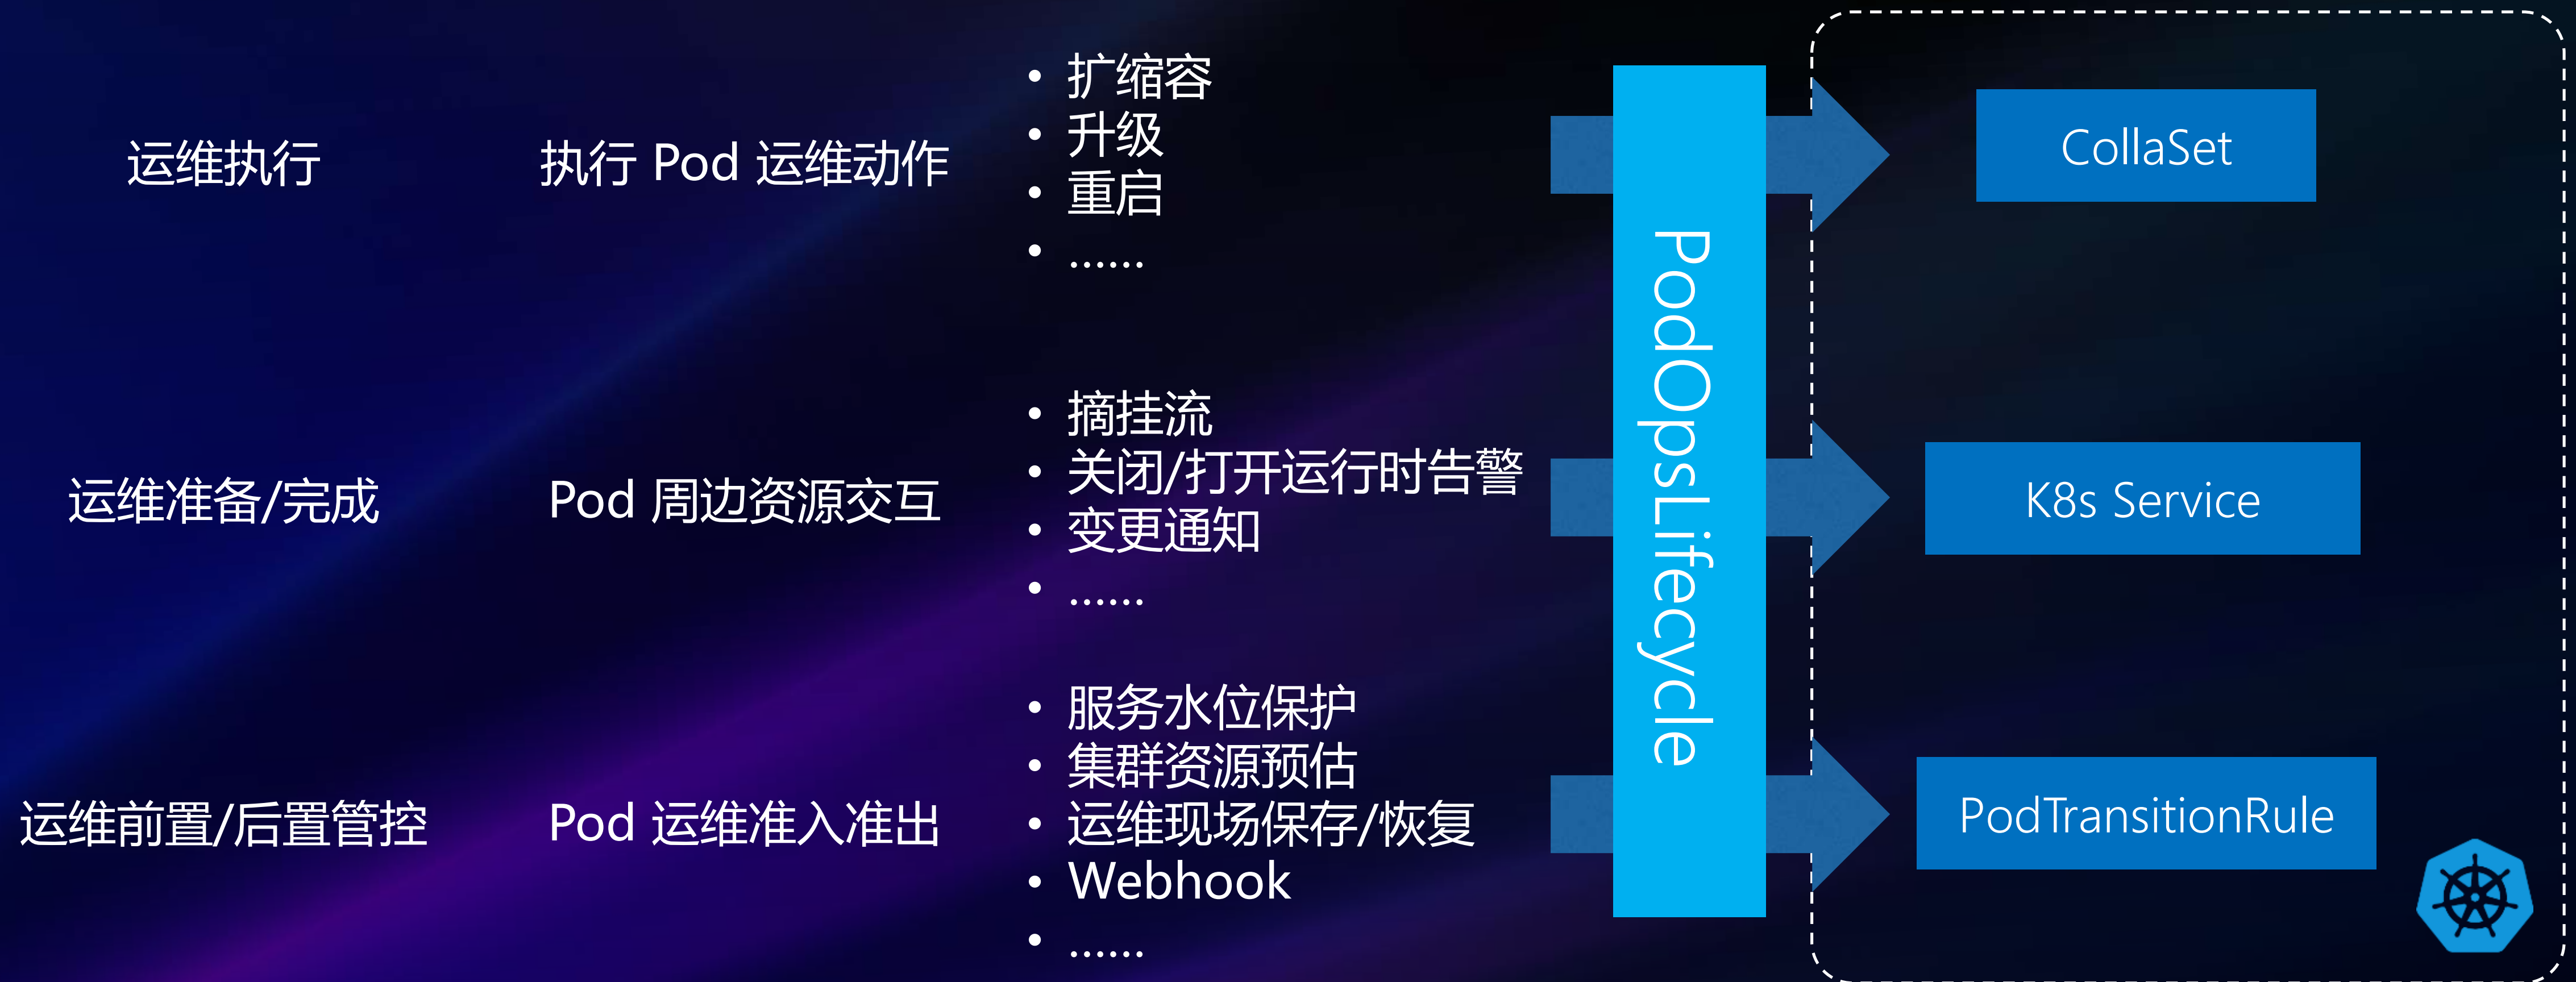 运维执行
执行 Pod 运维动作
• 扩缩容
• 升级
• 重启
• ......
CollaSet
PodOpsLifecycle
运维准备/完成
Pod 周边资源交互
• 摘挂流
• 关闭/打开运行时告警
• 变更通知
• ......
K8s Service
运维前置/后置管控
Pod 运维准入准出
• 服务水位保护
• 集群资源预估
• 运维现场保存/恢复
• Webhook
• ......
PodTransitionRule